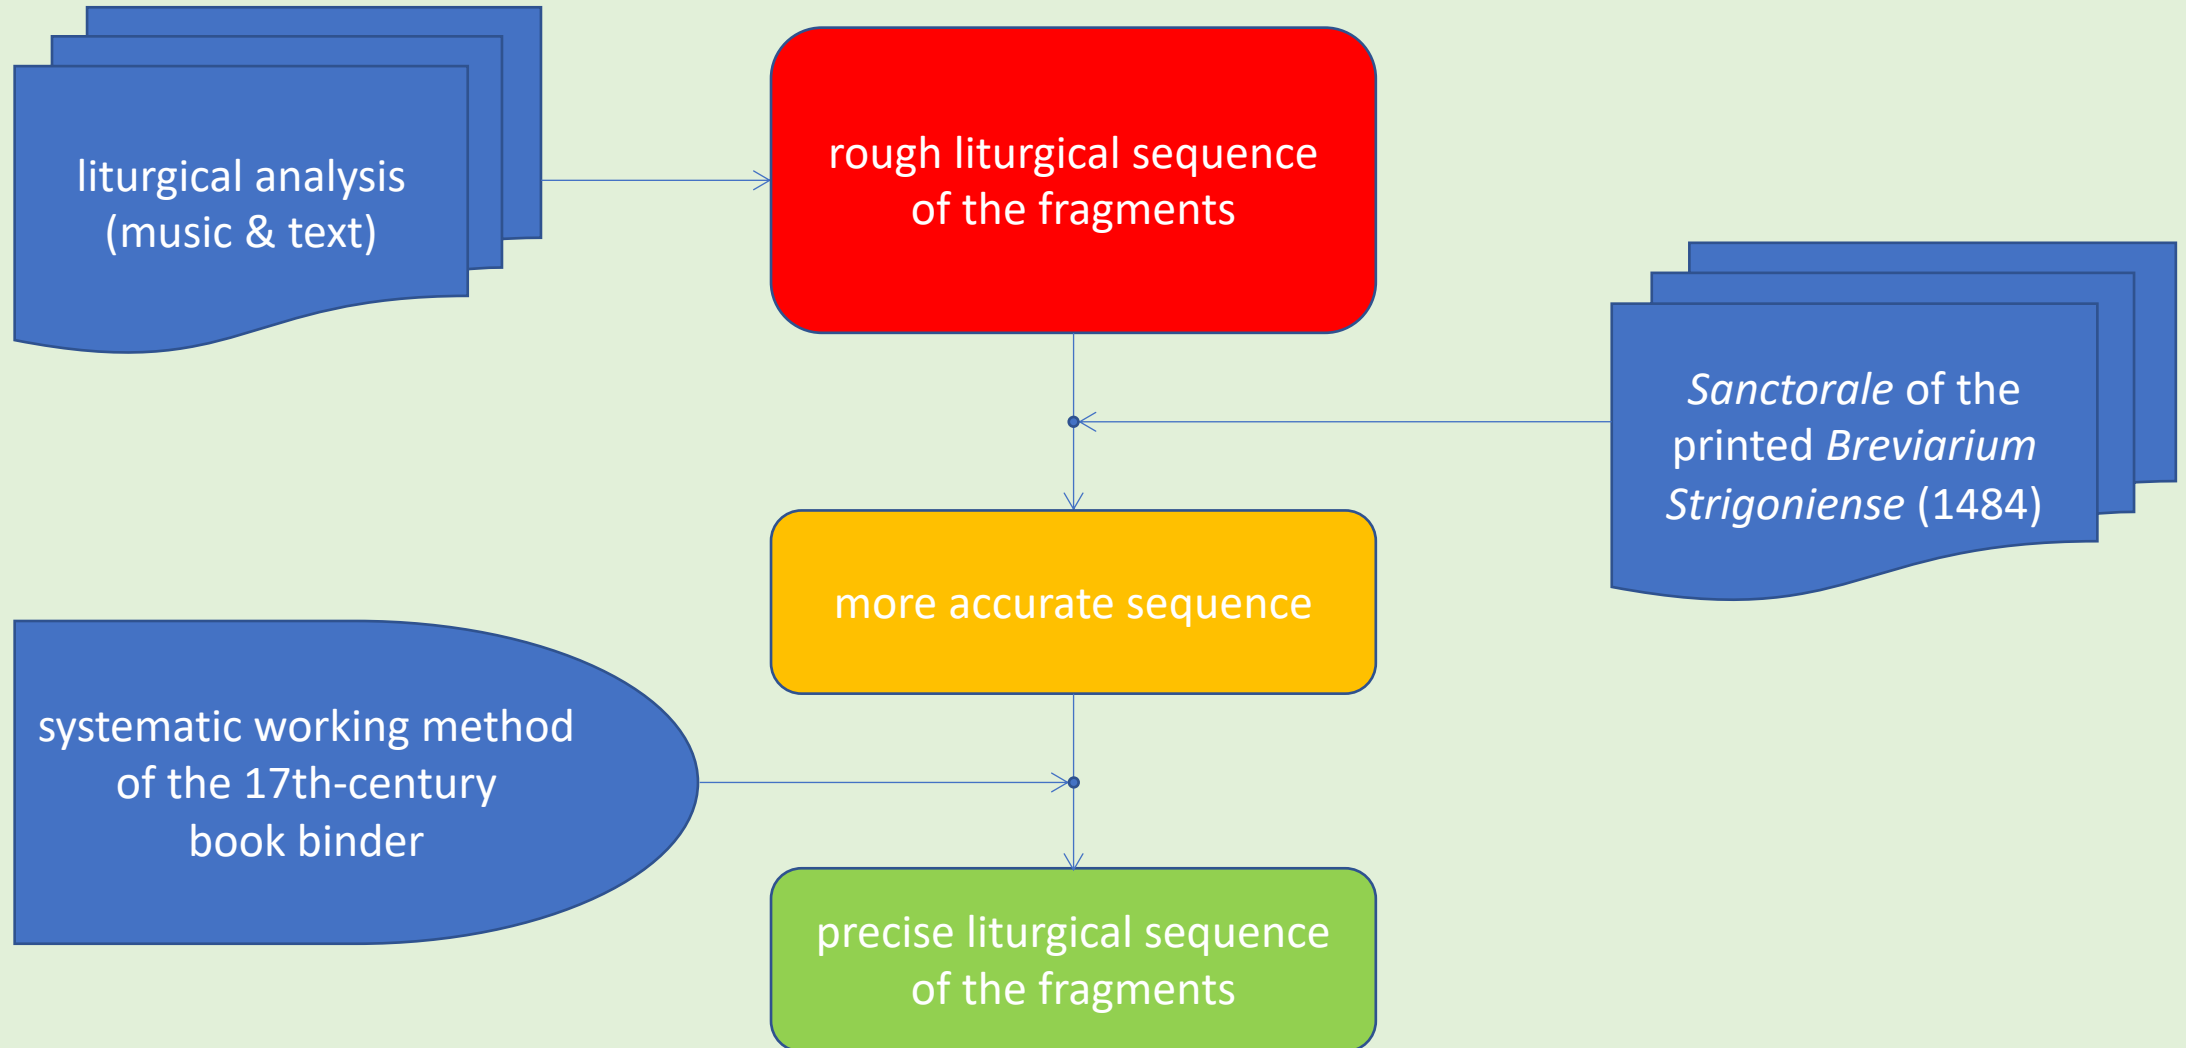 liturgical analysis
(music & text)
rough liturgical sequence
of the fragments
Sanctorale of the
printed Breviarium
Strigoniense (1484)
more accurate sequence
systematic working method
of the 17th-century
book binder
precise liturgical sequence
of the fragments